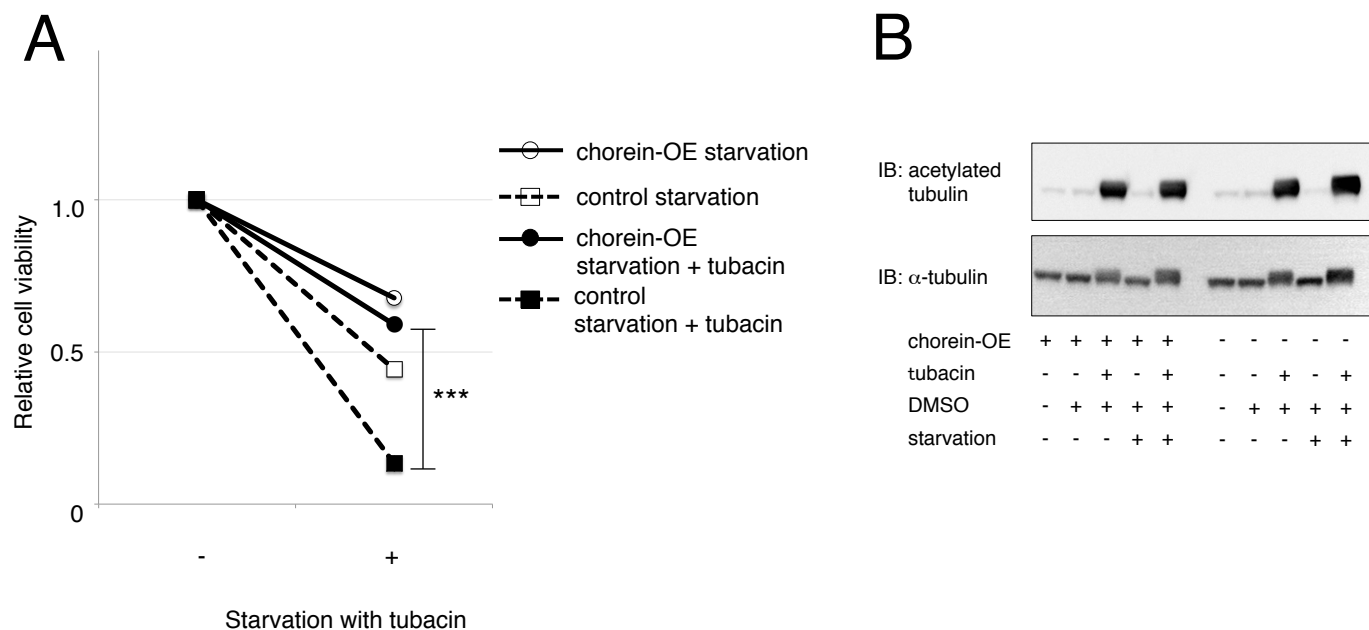 A
B
1.0
0.5
0
Relative cell viability
- +
Starvation with tubacin
***
chorein-OE starvation
control starvation
chorein-OE
starvation + tubacin
control
starvation + tubacin
IB: acetylated
tubulin
IB: α-tubulin
chorein-OE + + + + + - - - - -
tubacin - - + - + - - + - +
DMSO - + + + + - + + + +
starvation - - - + + - - - + +